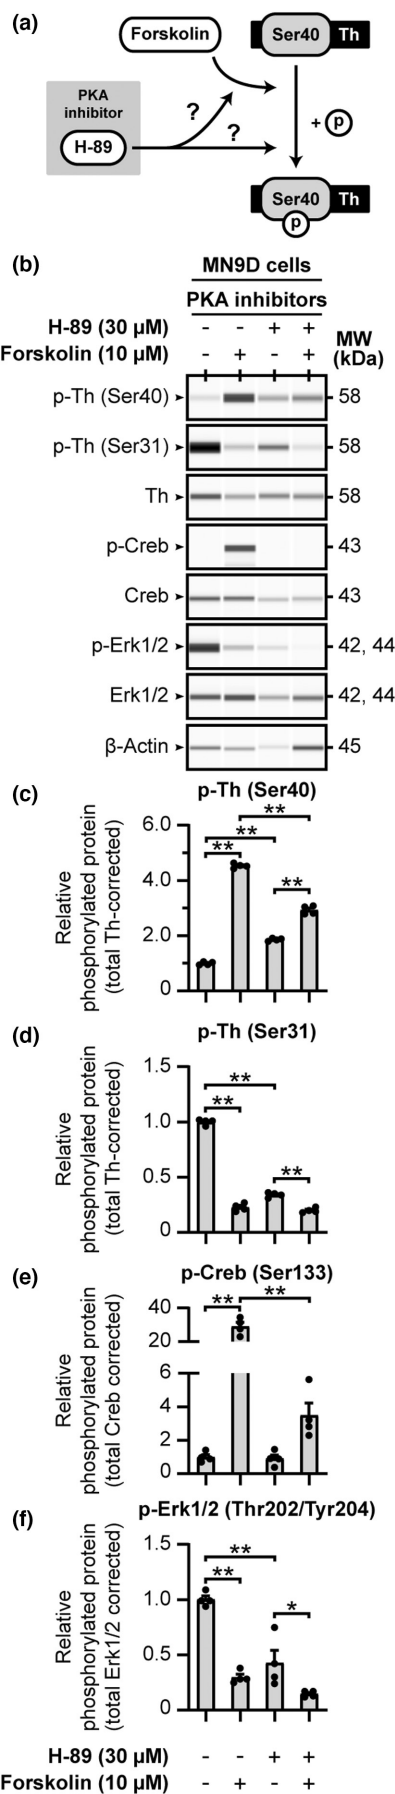 (a)
Forskolin
Ser40 Th
PKA
inhibitor
H-89
?
?
+ p
Ser40 Th
p
(b)
MN9D cells
PKA inhibitors
H-89 (30 μM) - - + +
Forskolin (10 μM) - + - +
MW
(kDa)
p-Th (Ser40) 58
p-Th (Ser31) 58
Th 58
p-Creb 43
Creb 43
p-Erk1/2 42, 44
Erk1/2 42, 44
β-Actin 45
(c)
p-Th (Ser40)
Relative
phosphorylated protein
(total Th-corrected)
6.0
4.0
2.0
0
**
**
**
**
(d)
p-Th (Ser31)
Relative
phosphorylated protein
(total Th-corrected)
1.5
1.0
0.5
0
**
**
**
(e)
p-Creb (Ser133)
Relative
phosphorylated protein
(total Creb corrected)
40
20
6
4
2
0
**
**
(f)
p-Erk1/2 (Thr202/Tyr204)
Relative
phosphorylated protein
(total Erk1/2 corrected)
1.5
1.0
0.5
0
**
**
*
H-89 (30 μM) - - + +
Forskolin (10 μM) - + - +